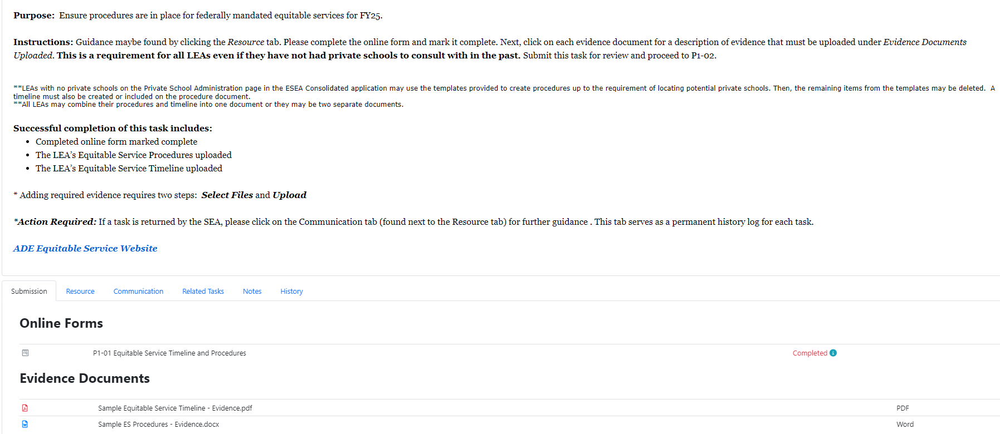 Purpose: Ensure procedures are in place for federally mandated equitable services for FY25.
Instructions: Guidance maybe found by clicking the Resource tab. Please complete the online form and mark it complete. Next, click on each evidence document for a description of evidence that must be uploaded under Evidence Documents
Uploaded. This is a requirement for all LEAs even if they have not had private schools to consult with in the past. Submit this task for review and proceed to P1-02.
**LEAs with no private schools on the Private School Administration page in the ESEA Consolidated application may use the templates provided to create procedures up to the requirement of locating potential private schools. Then, the remaining items from the templates may be deleted. A
timeline must also be created or included on the procedure document.
**All LEAs may combine their procedures and timeline into one document or they may be two separate documents.
Successful completion of this task includes:
• Completed online form marked complete
• The LEA’s Equitable Service Procedures uploaded
• The LEA’s Equitable Service Timeline uploaded
* Adding required evidence requires two steps: Select Files and Upload
*Action Required: If a task is returned by the SEA, please click on the Communication tab (found next to the Resource tab) for further guidance . This tab serves as a permanent history log for each task.
ADE Equitable Service Website
Submission Resource Communication Related Tasks Notes History
Online Forms
P1-01 Equitable Service Timeline and Procedures Completed
Evidence Documents
Sample Equitable Service Timeline - Evidence.pdf PDF
Sample ES Procedures - Evidence.docx Word